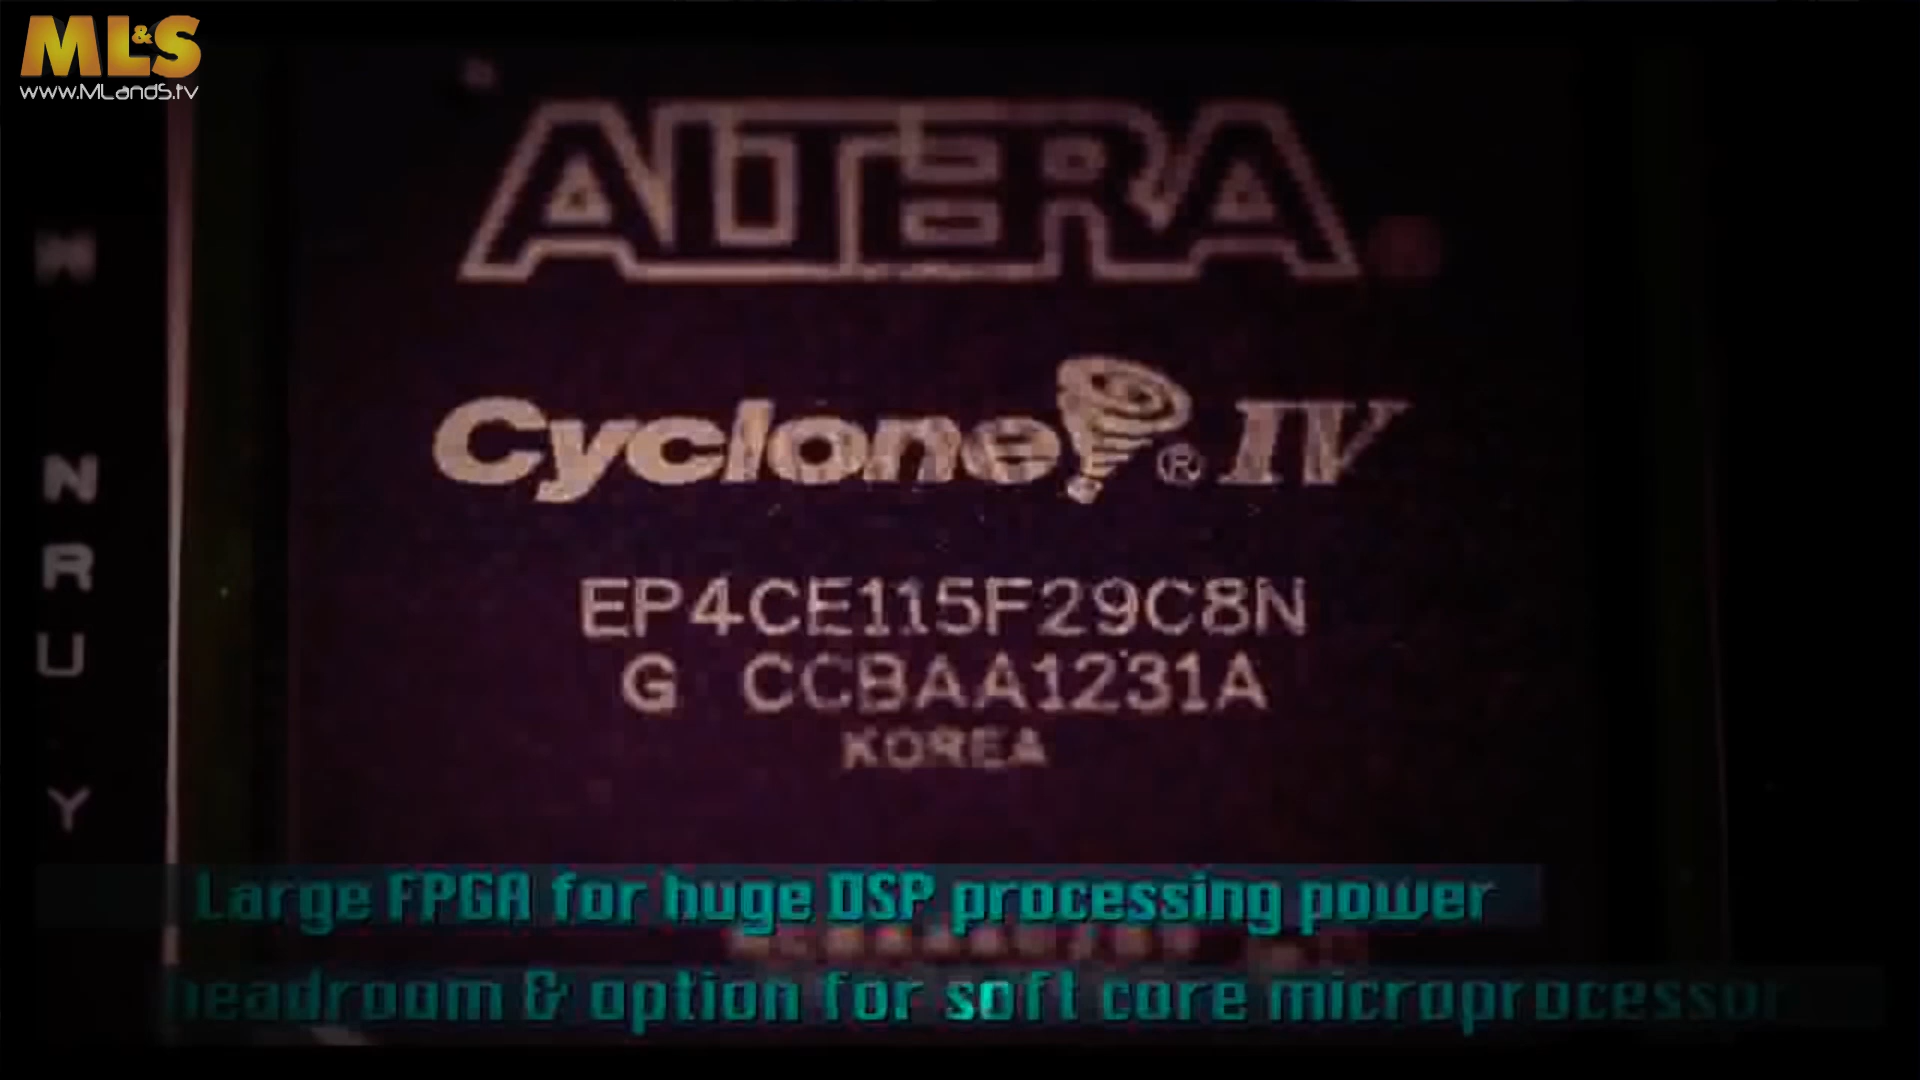 ML&S
www.MLandS.tv
ALTERA
Cyclone® IV
EP4CE115F29C8N
G CCBAA1231A
KOREA
W
N
R
U
Y
Large FPGA for huge DSP processing power
headroom & option for soft core microprocessor